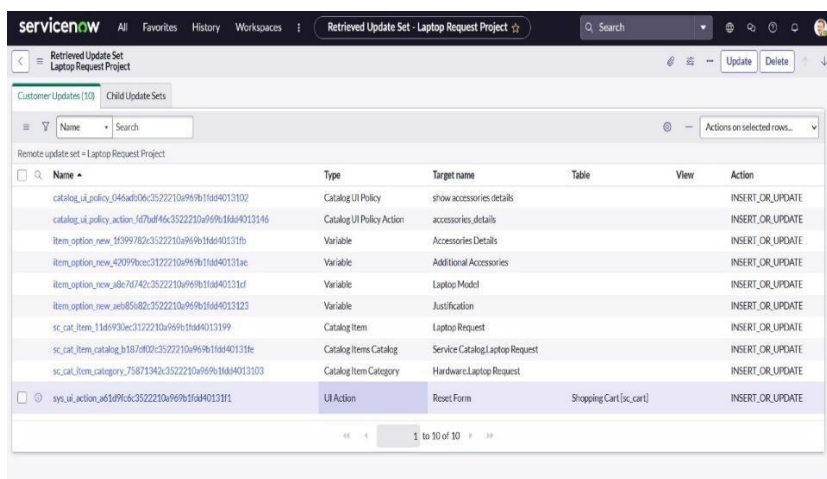 servicenow All Favorites History Workspaces Retrieved Update Set - Laptop Request Project Search
Retrieved Update Set
Laptop Request Project
Update Delete
Customer Updates (10) Child Update Sets
Name Search Actions on selected rows...
Remote update set = Laptop Request Project
Name Type Target name Table View Action
catalog_ui_policy_046adb06c3522210a969b1fdd4013102 Catalog UI Policy show accessories details INSERT_OR_UPDATE
catalog_ui_policy_action_fd7bdf46c3522210a969b1fdd4013146 Catalog UI Policy Action accessories_details INSERT_OR_UPDATE
item_option_new_1f399782c3522210a969b1fdd40131fb Variable Accessories Details INSERT_OR_UPDATE
item_option_new_42099bcec3122210a969b1fdd40131ae Variable Additional Accessories INSERT_OR_UPDATE
item_option_new_a8e7d742c3522210a969b1fdd40131cf Variable Laptop Model INSERT_OR_UPDATE
item_option_new_aeb85b82c3522210a969b1fdd4013123 Variable Justification INSERT_OR_UPDATE
sc_cat_item_11d6930ec3122210a969b1fdd4013199 Catalog Item Laptop Request INSERT_OR_UPDATE
sc_cat_item_catalog_b187df02c3522210a969b1fdd40131fe Catalog Items Catalog Service Catalog.Laptop Request INSERT_OR_UPDATE
sc_cat_item_category_75871342c3522210a969b1fdd4013103 Catalog Item Category Hardware.Laptop Request INSERT_OR_UPDATE
sys_ui_action_a61d9fc6c3522210a969b1fdd40131f1 UI Action Reset Form Shopping Cart [sc_cart] INSERT_OR_UPDATE
1 to 10 of 10